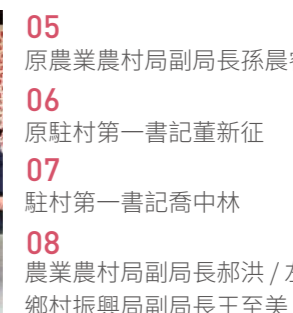 05
原農業農村局副局長孫晨
06
原駐村第一書記董新征
07
駐村第一書記喬中林
08
農業農村局副局長郝洪 /
鄉村振興局副局長王至美